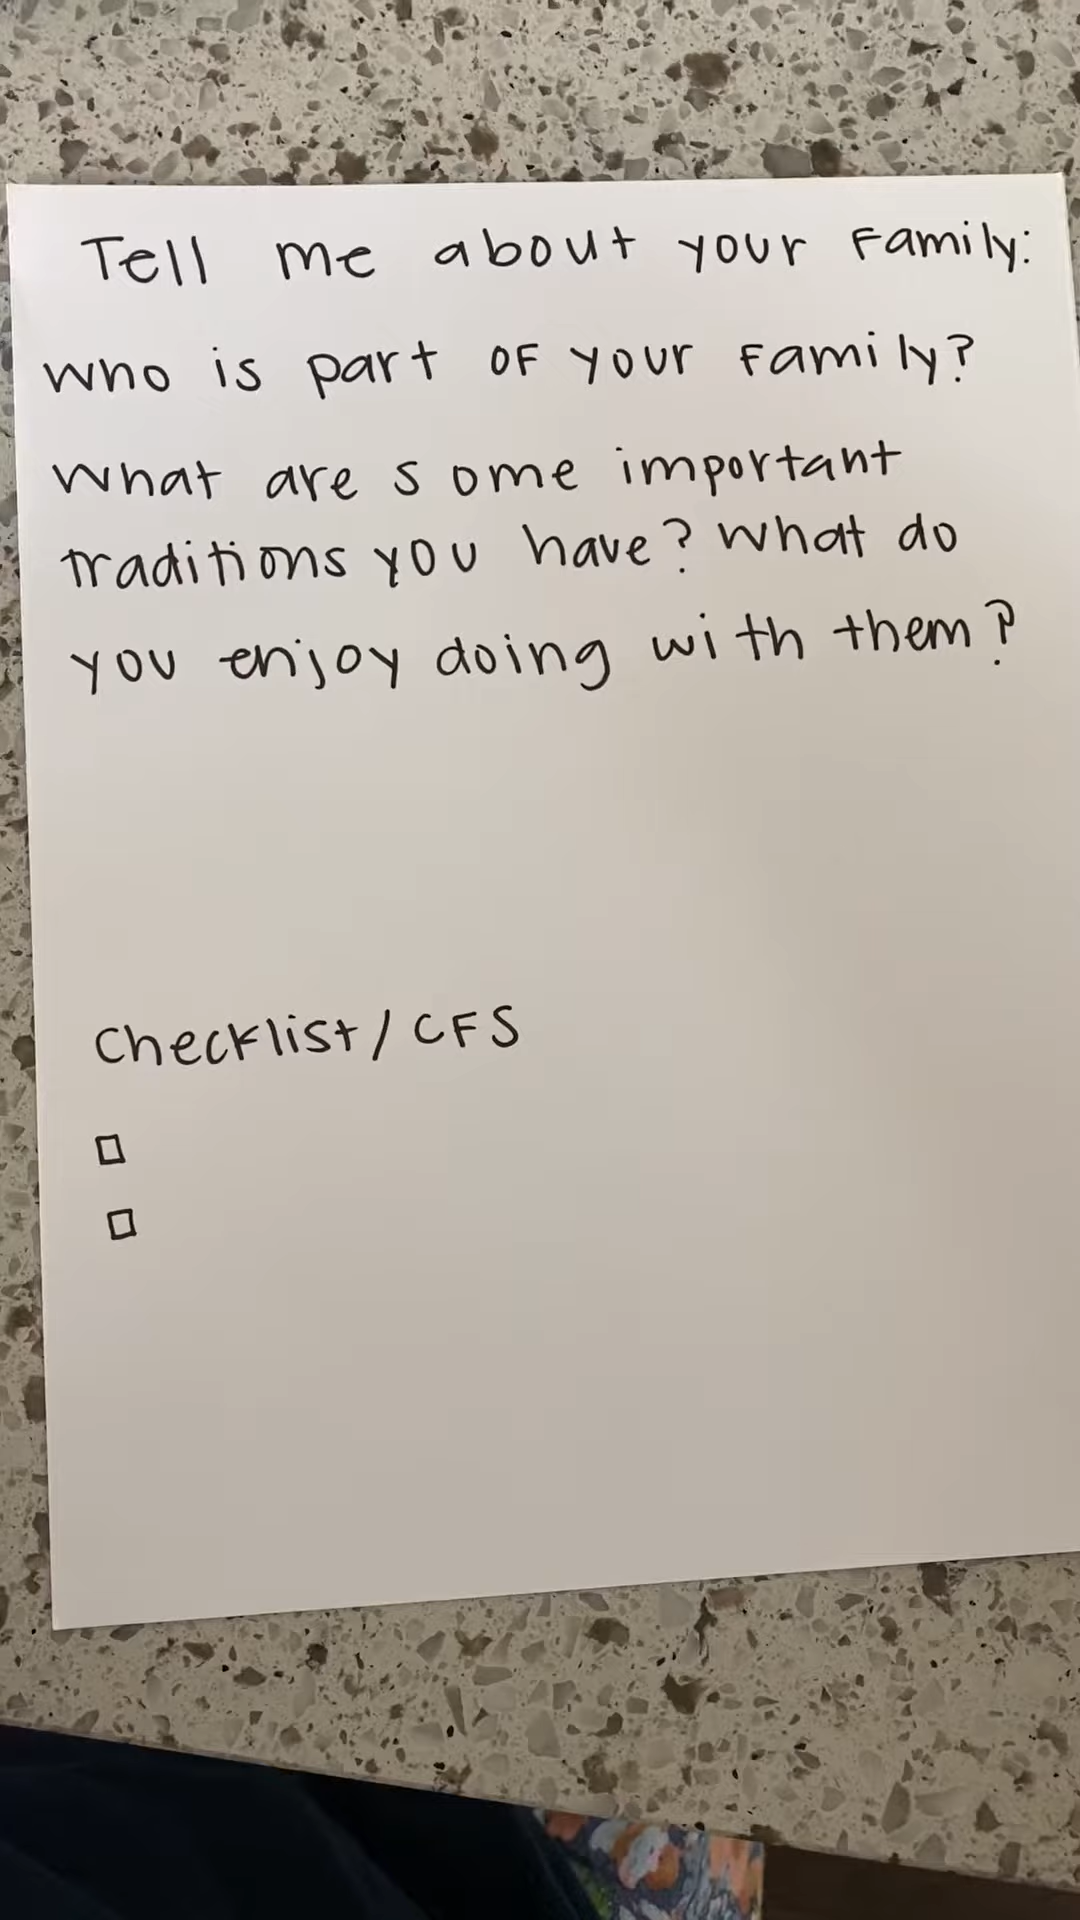 Tell me about your Family:
who is part of your Family?
What are some important
traditions you have? What do
you enjoy doing with them?
Checklist/CFS
□
□